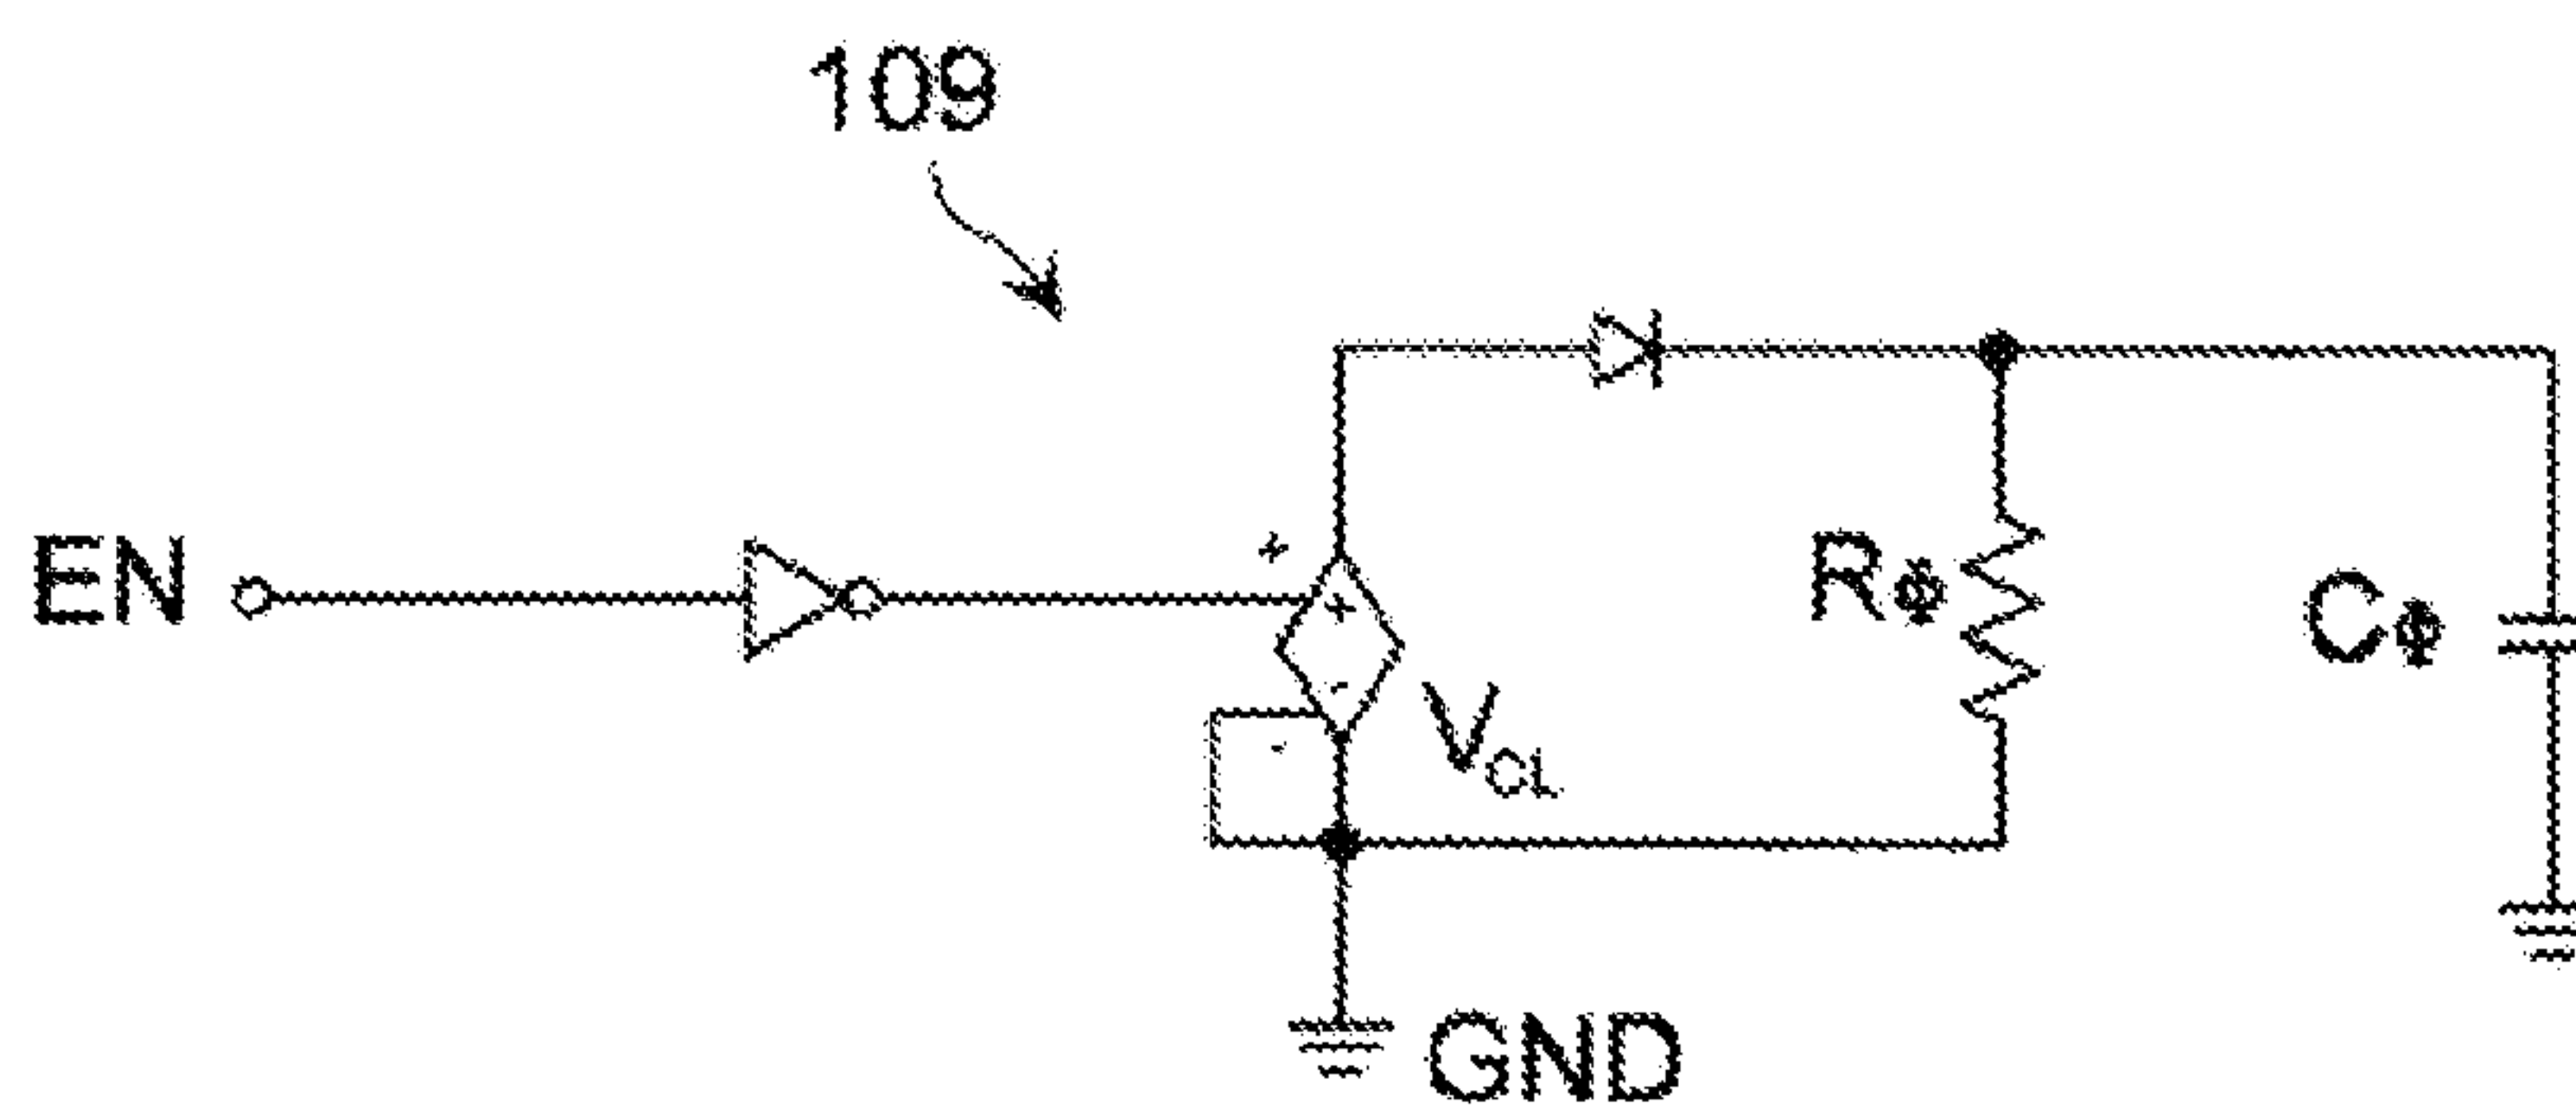 109
EN
+
+
-
-
VCL
RΦ
CΦ
GND